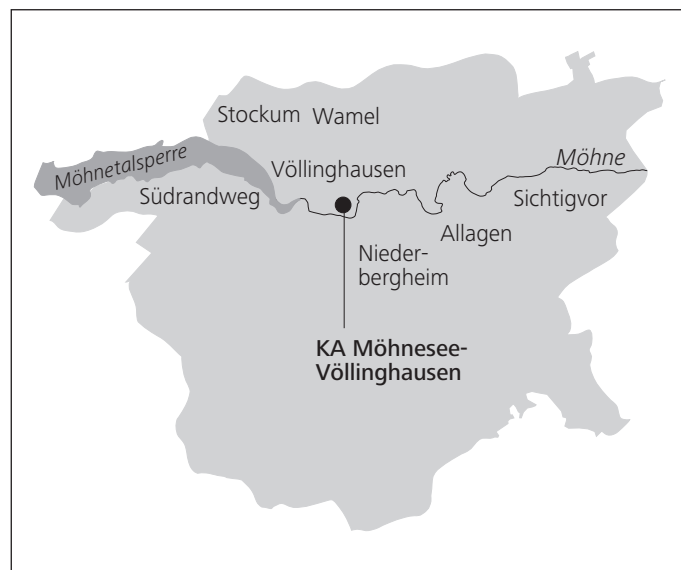 Stockum Wamel
Möhnetalsperre
Völlinghausen
Möhne
Südrandweg
Sichtigvor
Allagen
Nieder-
bergheim
KA Möhnesee-
Völlinghausen